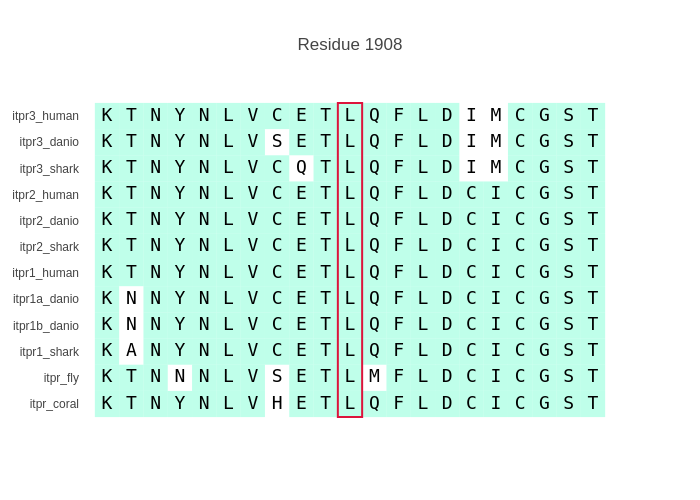 Residue 1908
itpr3_human K T N Y N L V C E T L Q F L D I M C G S T
itpr3_danio K T N Y N L V S E T L Q F L D I M C G S T
itpr3_shark K T N Y N L V C Q T L Q F L D I M C G S T
itpr2_human K T N Y N L V C E T L Q F L D C I C G S T
itpr2_danio K T N Y N L V C E T L Q F L D C I C G S T
itpr2_shark K T N Y N L V C E T L Q F L D C I C G S T
itpr1_human K T N Y N L V C E T L Q F L D C I C G S T
itpr1a_danio K N N Y N L V C E T L Q F L D C I C G S T
itpr1b_danio K N N Y N L V C E T L Q F L D C I C G S T
itpr1_shark K A N Y N L V C E T L Q F L D C I C G S T
itpr_fly K T N N N L V S E T L M F L D C I C G S T
itpr_coral K T N Y N L V H E T L Q F L D C I C G S T